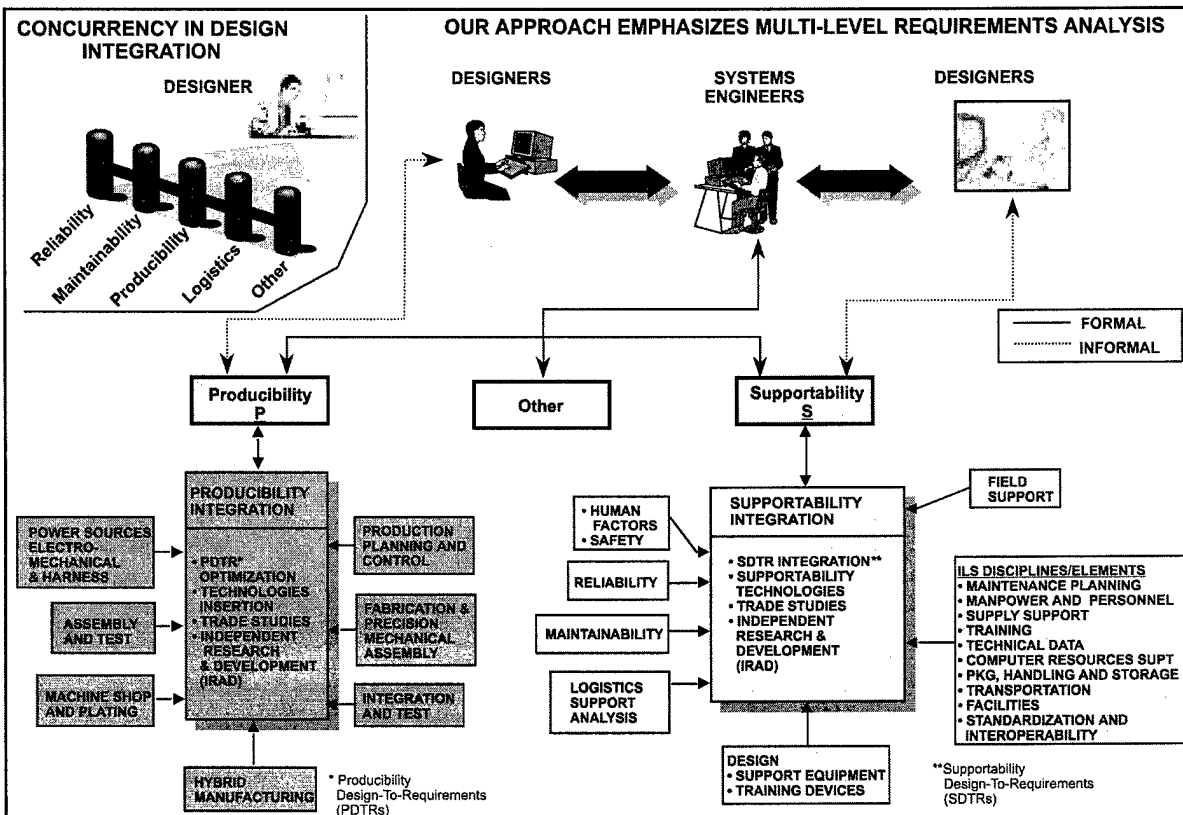 CONCURRENCY IN DESIGN
INTEGRATION
DESIGNER
Reliability
Maintainability
Producibility
Logistics
Other
OUR APPROACH EMPHASIZES MULTI-LEVEL REQUIREMENTS ANALYSIS
DESIGNERS
SYSTEMS
ENGINEERS
DESIGNERS
FORMAL
INFORMAL
Producibility
P
Other
Supportability
S
PRODUCIBILITY
INTEGRATION
• PDTR*
OPTIMIZATION
• TECHNOLOGIES
INSERTION
• TRADE STUDIES
• INDEPENDENT
RESEARCH
& DEVELOPMENT
(IRAD)
POWER SOURCES
ELECTRO-
MECHANICAL
& HARNESS
ASSEMBLY
AND TEST
MACHINE SHOP
AND PLATING
PRODUCTION
PLANNING AND
CONTROL
FABRICATION &
PRECISION
MECHANICAL
ASSEMBLY
INTEGRATION
AND TEST
HYBRID
MANUFACTURING
* Producibility
Design-To-Requirements
(PDTRs)
• HUMAN
FACTORS
• SAFETY
RELIABILITY
MAINTAINABILITY
LOGISTICS
SUPPORT
ANALYSIS
SUPPORTABILITY
INTEGRATION
• SDTR INTEGRATION**
• SUPPORTABILITY
TECHNOLOGIES
• TRADE STUDIES
• INDEPENDENT
RESEARCH &
DEVELOPMENT
(IRAD)
FIELD
SUPPORT
ILS DISCIPLINES/ELEMENTS
• MAINTENANCE PLANNING
• MANPOWER AND PERSONNEL
• SUPPLY SUPPORT
• TRAINING
• TECHNICAL DATA
• COMPUTER RESOURCES SUPT
• PKG, HANDLING AND STORAGE
• TRANSPORTATION
• FACILITIES
• STANDARDIZATION AND
INTEROPERABILITY
DESIGN
• SUPPORT EQUIPMENT
• TRAINING DEVICES
**Supportability
Design-To-Requirements
(SDTRs)